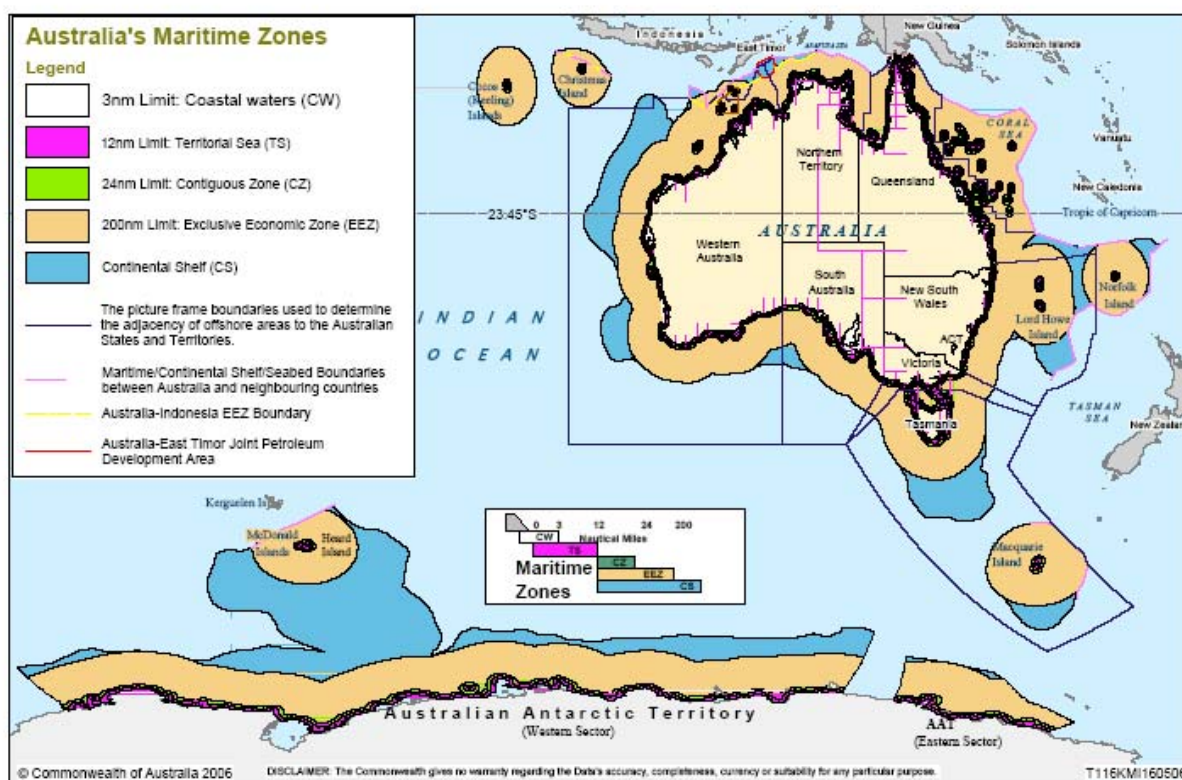 Australia's Maritime Zones
Legend
3nm Limit: Coastal waters (CW)
12nm Limit: Territorial Sea (TS)
24nm Limit: Contiguous Zone (CZ)
200nm Limit: Exclusive Economic Zone (EEZ)
Continental Shelf (CS)
The picture frame boundaries used to determine
the adjacency of offshore areas to the Australian
States and Territories.
Maritime/Continental Shelf/Seabed Boundaries
between Australia and neighbouring countries
Australia-Indonesia EEZ Boundary
Australia-East Timor Joint Petroleum
Development Area
Indonesia
East Timor
New Guinea
Solomon Islands
Cocos
(Keeling)
Islands
Christmas
Island
CORAL
SEA
Vanuatu
New Caledonia
Tropic of Capricorn
23:45°S
Northern
Territory
Queensland
AUSTRALIA
Western
Australia
South
Australia
New South
Wales
ACT
Victoria
Tasmania
Lord Howe
Island
Norfolk
Island
INDIAN
OCEAN
TASMAN
SEA
New Zeala
Kerguelen Is
McDonald
Islands
Heard
Island
Macquarie
Island
0 3 12 24 200
Nautical Miles
CW
TS
CZ
EEZ
CS
Maritime
Zones
Australian Antarctic Territory
(Western Sector)
AAT
(Eastern Sector)
© Commonwealth of Australia 2006
DISCLAIMER: The Commonwealth gives no warranty regarding the Data's accuracy, completeness, currency or suitability for any particular purpose.